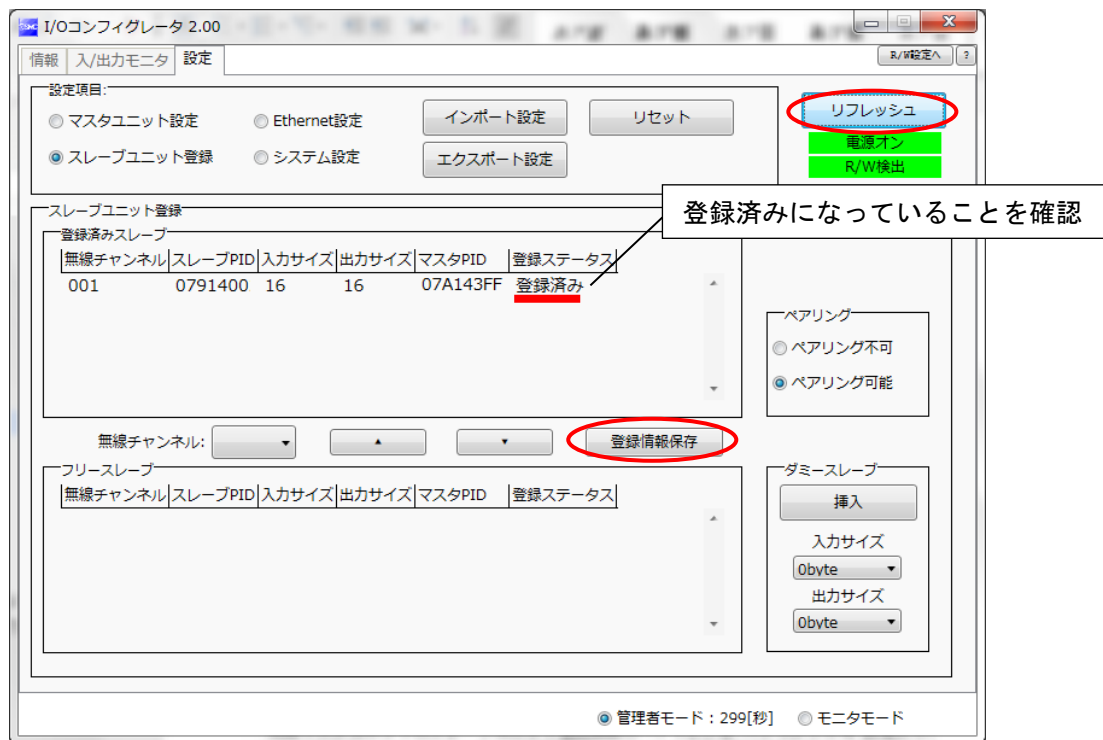 I/Oコンフィグレータ 2.00
情報 入/出力モニタ 設定 R/W設定へ ?
設定項目:
マスタユニット設定 Ethernet設定 インポート設定 リセット リフレッシュ
電源オン
スレーブユニット登録 システム設定 エクスポート設定 R/W検出
登録済みになっていることを確認
スレーブユニット登録
登録済みスレーブ
無線チャンネル スレーブPID 入力サイズ 出力サイズ マスタPID 登録ステータス
001 0791400 16 16 07A143FF 登録済み
ペアリング
ペアリング不可
ペアリング可能
無線チャンネル: 登録情報保存
フリースレーブ
無線チャンネル スレーブPID 入力サイズ 出力サイズ マスタPID 登録ステータス
ダミースレーブ
挿入
入力サイズ
0byte
出力サイズ
0byte
管理者モード : 299[秒] モニタモード